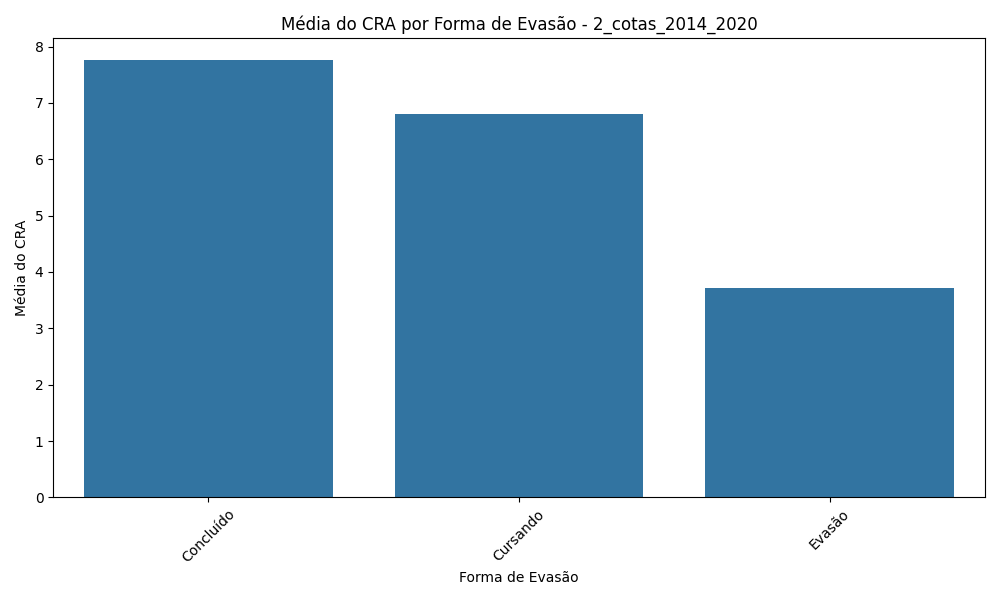 Média do CRA por Forma de Evasão - 2_cotas_2014_2020
Média do CRA
8
7
6
5
4
3
2
1
0
Concluído
Cursando
Evasão
Forma de Evasão